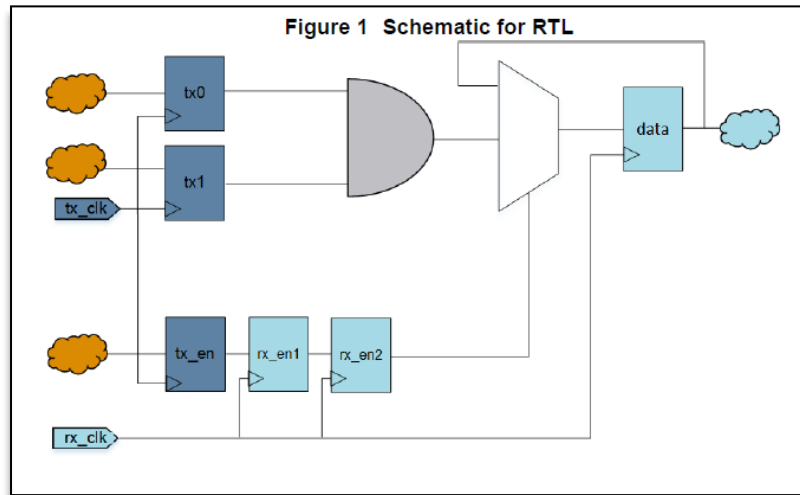 Figure 1 Schematic for RTL
tx0
data
tx1
tx_clk
tx_en
rx_en1
rx_en2
rx_clk